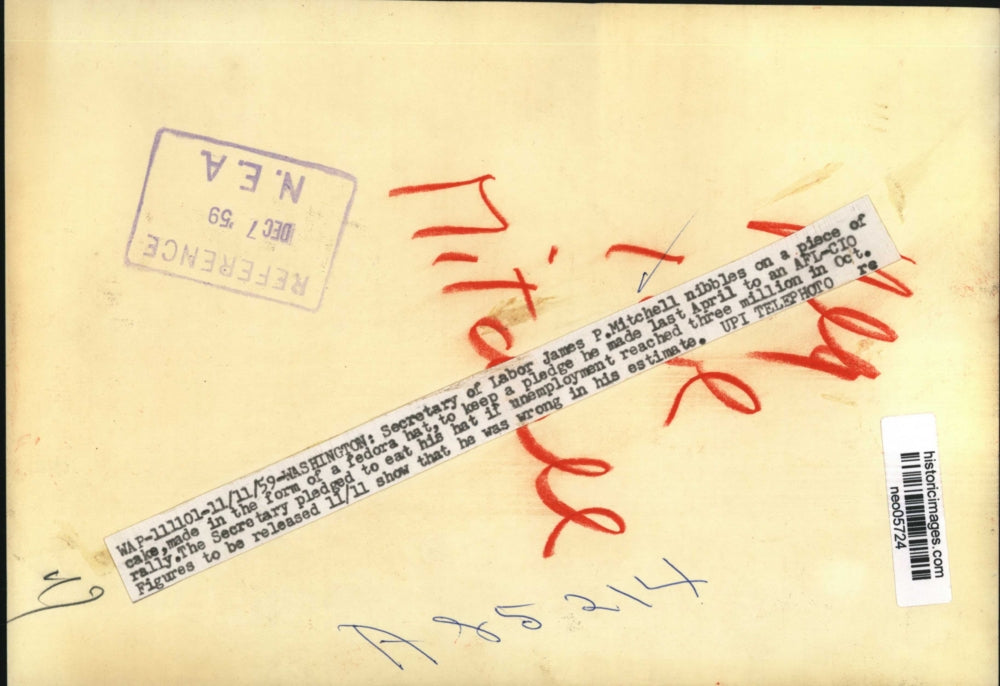 REFERENCE
DEC 7 '59
N.E.A.
Mitchell
WAP-111101-11/11/59-WASHINGTON: Secretary of Labor James P.Mitchell nibbles on a piece of
cake,made in the form of a fedora hat,to keep a pledge he made last April to an AFL-CIO
rally.The Secretary pledged to eat his hat if unemployment reached three million in Oct.
Figures to be released 11/11 show that he was wrong in his estimate. UPI TELEPHOTO re
A 85214
historicimages.com
neo05724